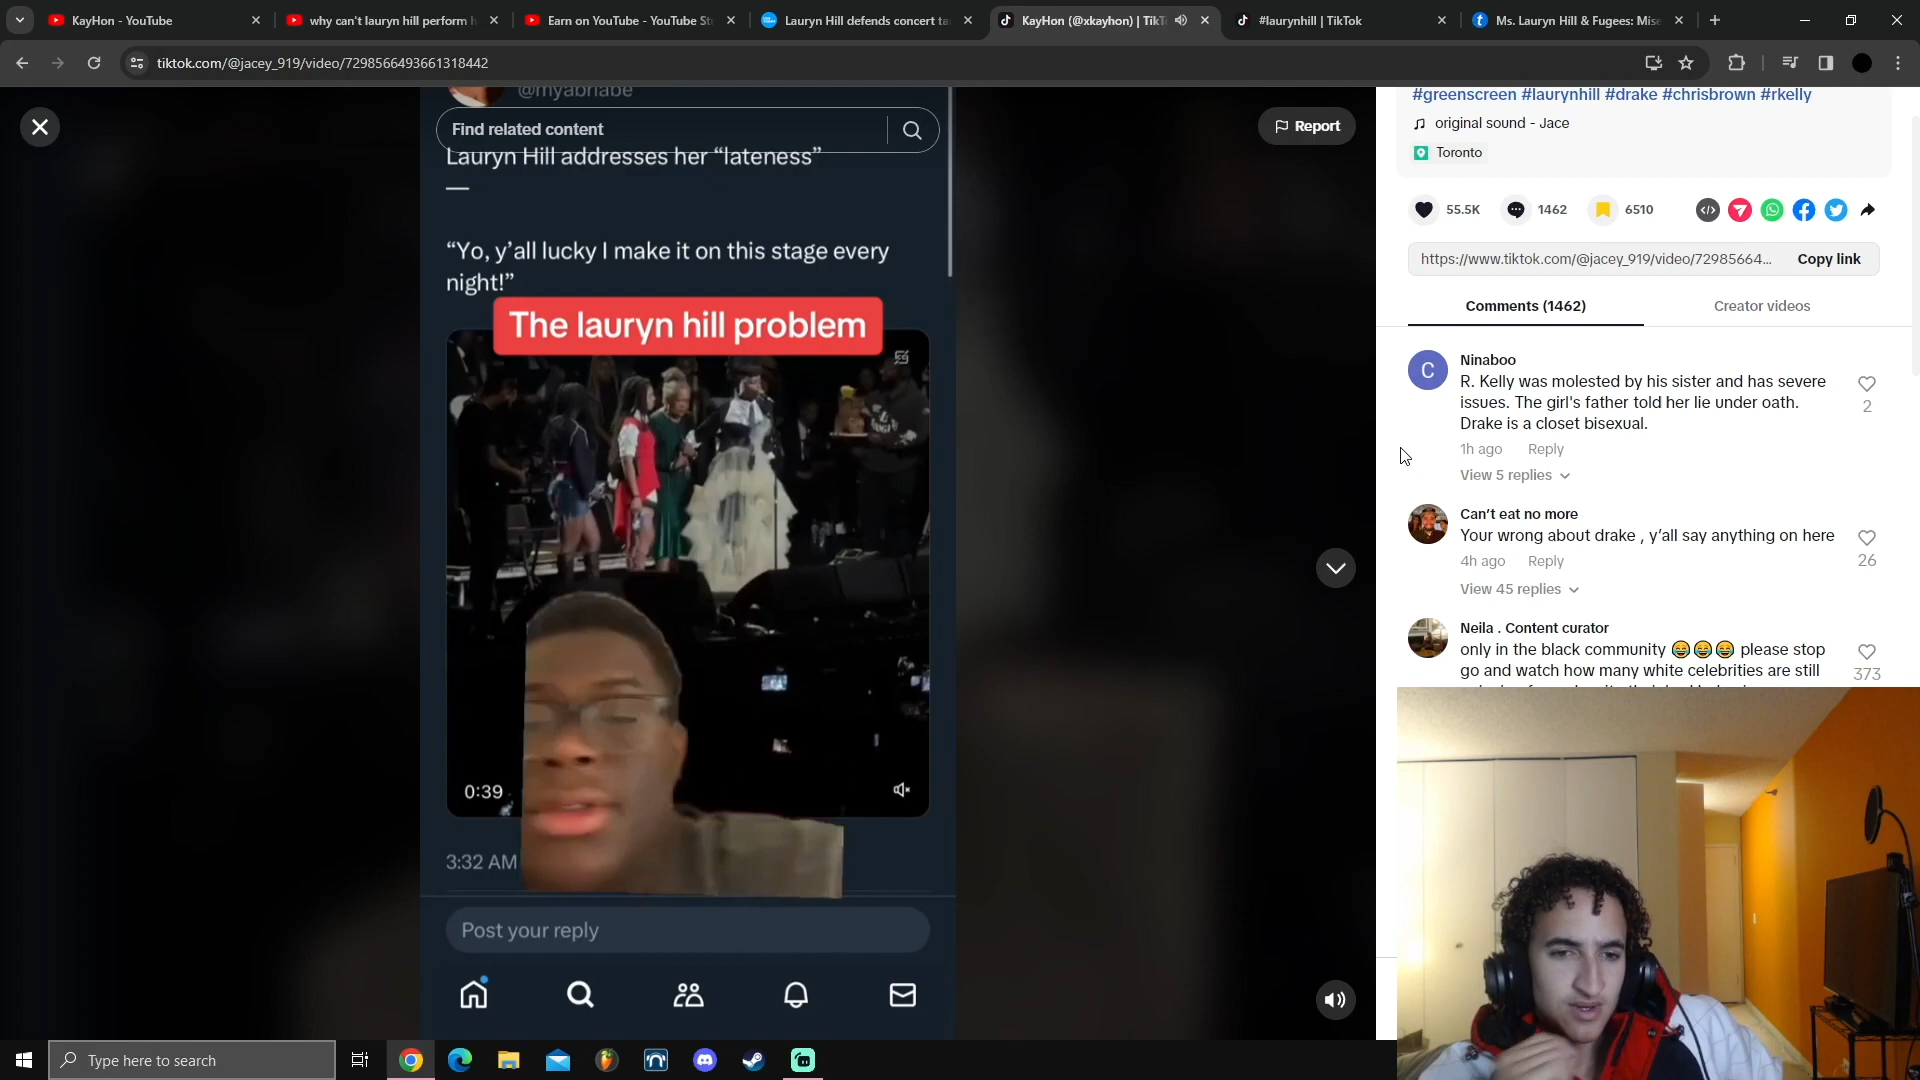 KayHon - YouTube
why can't lauryn hill perform h
Earn on YouTube - YouTube St
Lauryn Hill defends concert ta
KayHon (@xkayhon) | TikT
#laurynhill | TikTok
Ms. Lauryn Hill & Fugees: Mise
tiktok.com/@jacey_919/video/7298566493661318442
@myabriabe
Find related content
Report
Lauryn Hill addresses her “lateness”
—
“Yo, y’all lucky I make it on this stage every
night!”
The lauryn hill problem
0:39
3:32 AM
Post your reply
#greenscreen #laurynhill #drake #chrisbrown #rkelly
original sound - Jace
Toronto
55.5K
1462
6510
https://www.tiktok.com/@jacey_919/video/72985664...
Copy link
Comments (1462)
Creator videos
C
Ninaboo
R. Kelly was molested by his sister and has severe
issues. The girl's father told her lie under oath.
Drake is a closet bisexual.
2
1h ago
Reply
View 5 replies
Can’t eat no more
Your wrong about drake , y’all say anything on here
26
4h ago
Reply
View 45 replies
Neila . Content curator
only in the black community 😂😂😂 please stop
go and watch how many white celebrities are still
373
Type here to search